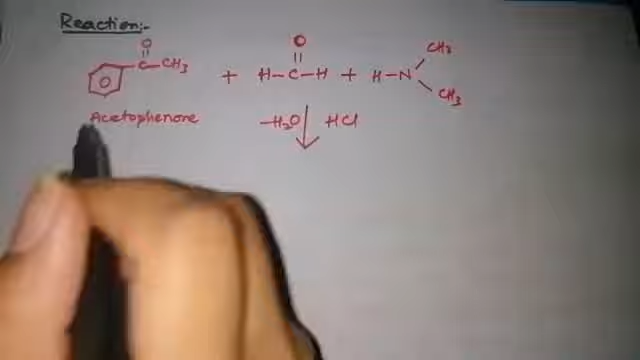 Reaction:-
O
C-CH3 + H-C-H + H-N
O
CH3
CH3
O
Acetophenone -H2O HCl